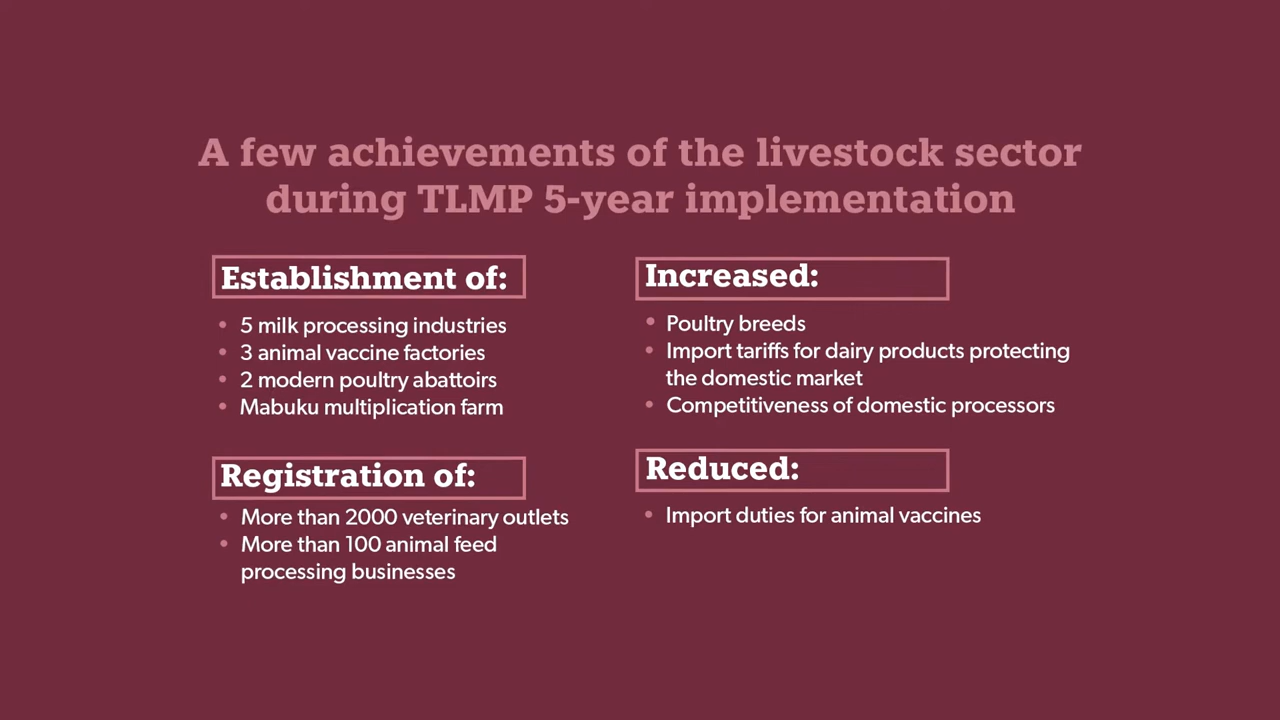 A few achievements of the livestock sector
during TLMP 5-year implementation
Establishment of:
• 5 milk processing industries
• 3 animal vaccine factories
• 2 modern poultry abattoirs
• Mabuku multiplication farm
Registration of:
• More than 2000 veterinary outlets
• More than 100 animal feed
processing businesses
Increased:
• Poultry breeds
• Import tariffs for dairy products protecting
the domestic market
• Competitiveness of domestic processors
Reduced:
• Import duties for animal vaccines